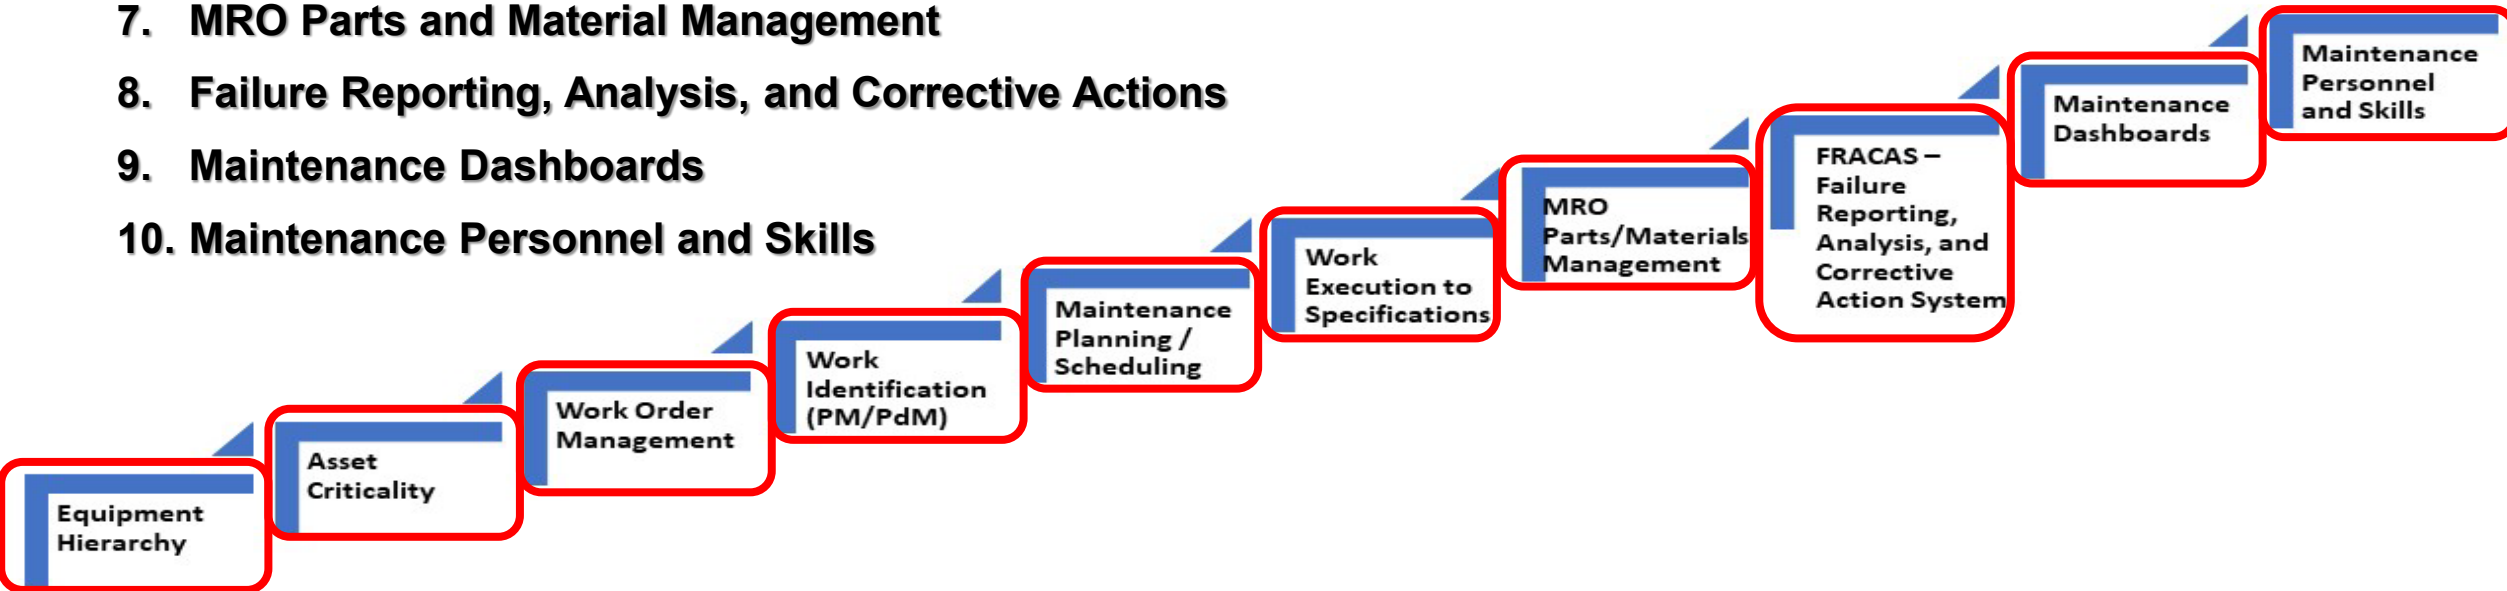 7. MRO Parts and Material Management
8. Failure Reporting, Analysis, and Corrective Actions
9. Maintenance Dashboards
10. Maintenance Personnel and Skills
Equipment
Hierarchy
Asset
Criticality
Work Order
Management
Work
Identification
(PM/PdM)
Maintenance
Planning /
Scheduling
Work
Execution to
Specifications
MRO
Parts/Materials
Management
FRACAS –
Failure
Reporting,
Analysis, and
Corrective
Action System
Maintenance
Dashboards
Maintenance
Personnel
and Skills